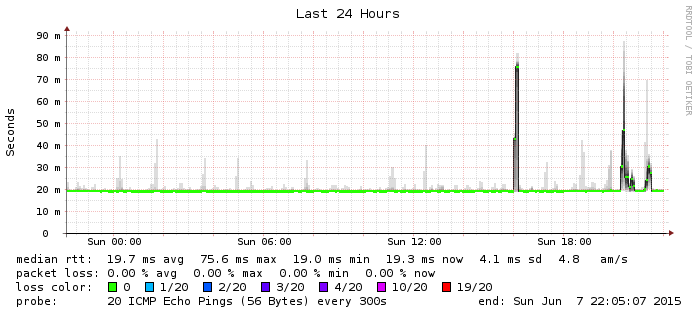 Last 24 Hours
RRDTOOL / TOBI OETIKER
Seconds
90 m
80 m
70 m
60 m
50 m
40 m
30 m
20 m
10 m
0
Sun 00:00 Sun 06:00 Sun 12:00 Sun 18:00
median rtt: 19.7 ms avg 75.6 ms max 19.0 ms min 19.3 ms now 4.1 ms sd 4.8 am/s
packet loss: 0.00 % avg 0.00 % max 0.00 % min 0.00 % now
loss color: 0 1/20 2/20 3/20 4/20 10/20 19/20
probe: 20 ICMP Echo Pings (56 Bytes) every 300s end: Sun Jun 7 22:05:07 2015